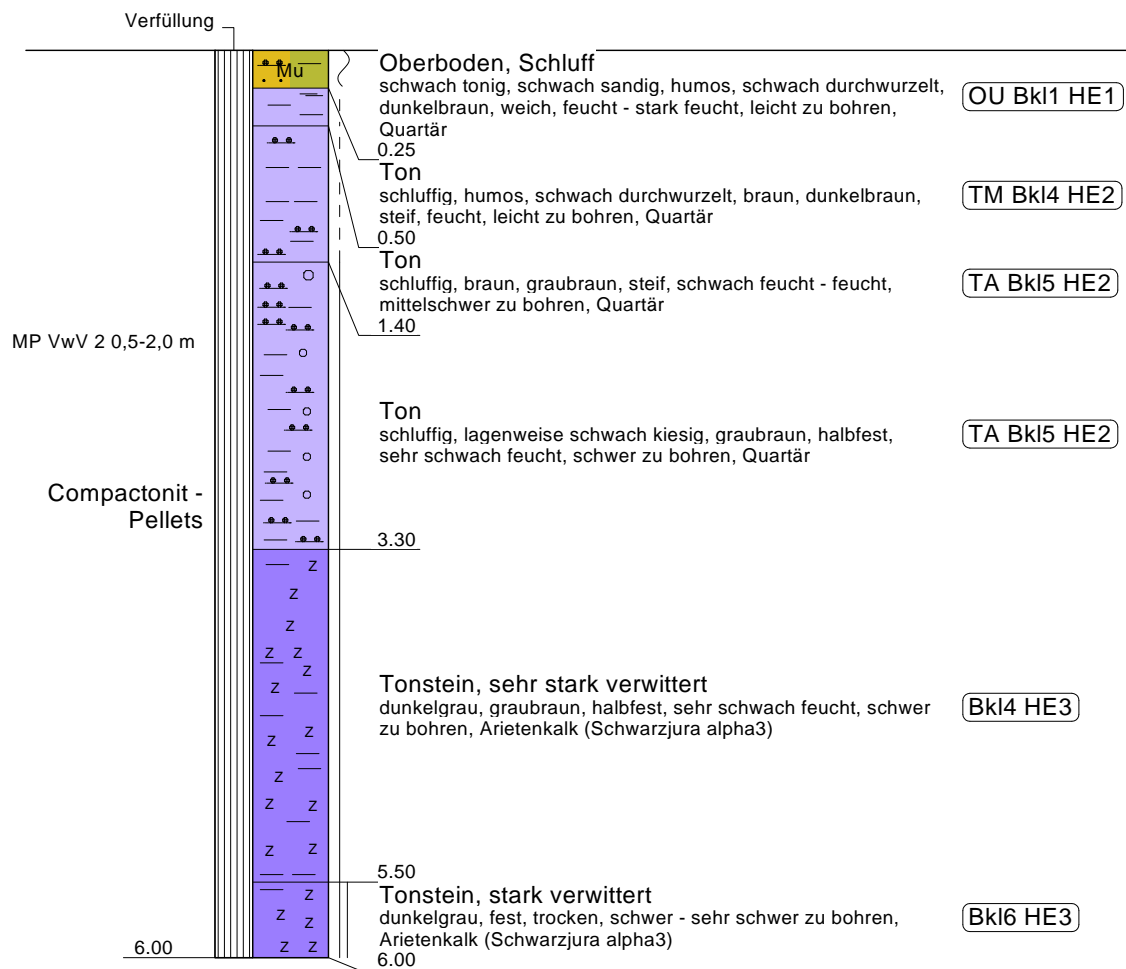 Verfüllung
Mu
Oberboden, Schluff
schwach tonig, schwach sandig, humos, schwach durchwurzelt,
dunkelbraun, weich, feucht - stark feucht, leicht zu bohren,
Quartär
OU Bkl1 HE1
0.25
Ton
schluffig, humos, schwach durchwurzelt, braun, dunkelbraun,
steif, feucht, leicht zu bohren, Quartär
TM Bkl4 HE2
0.50
Ton
schluffig, braun, graubraun, steif, schwach feucht - feucht,
mittelschwer zu bohren, Quartär
TA Bkl5 HE2
1.40
MP VwV 2 0,5-2,0 m
Ton
schluffig, lagenweise schwach kiesig, graubraun, halbfest,
sehr schwach feucht, schwer zu bohren, Quartär
TA Bkl5 HE2
Compactonit -
Pellets
3.30
Z
Z
Z
Z Z
Z
Z
Tonstein, sehr stark verwittert
dunkelgrau, graubraun, halbfest, sehr schwach feucht, schwer
zu bohren, Arietenkalk (Schwarzjura alpha3)
Bkl4 HE3
Z
Z
Z
Z Z
Z Z
5.50
Tonstein, stark verwittert
dunkelgrau, fest, trocken, schwer - sehr schwer zu bohren,
Arietenkalk (Schwarzjura alpha3)
Bkl6 HE3
Z
Z
Z
Z Z
6.00
6.00